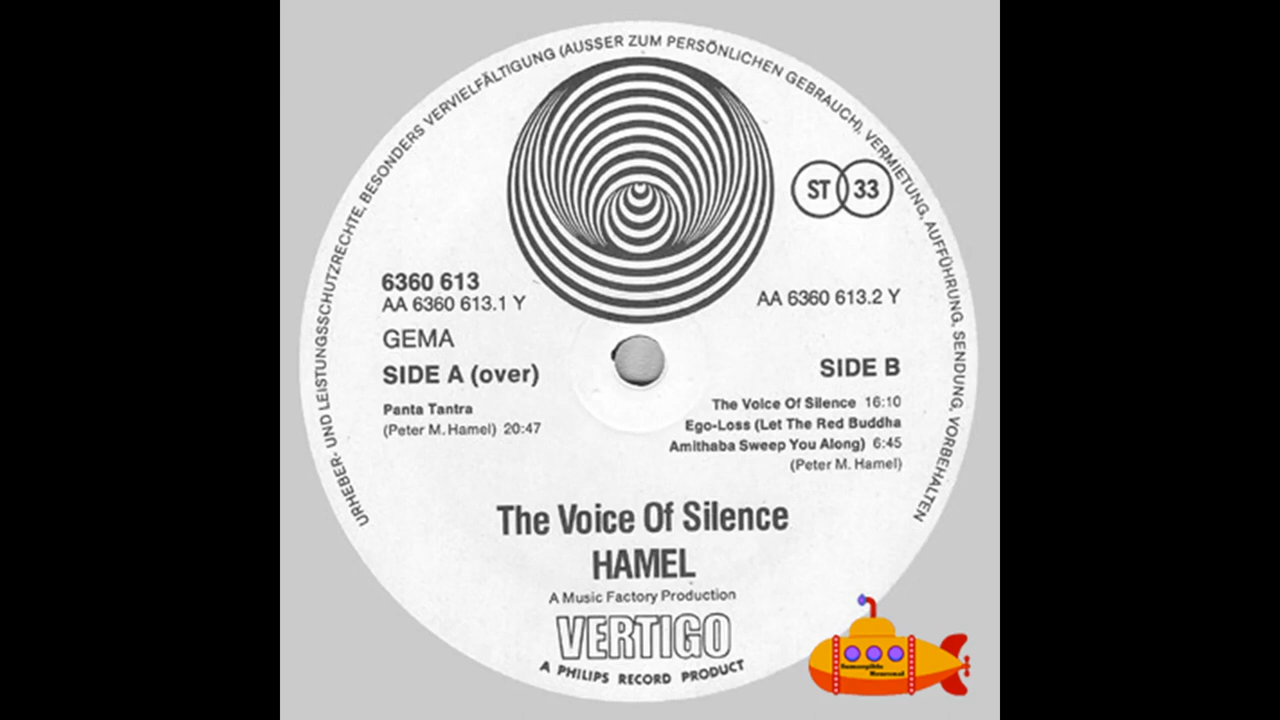 URHEBER- UND LEISTUNGSSCHUTZRECHTE, BESONDERS VERVIELFÄLTIGUNG (AUSSER ZUM PERSÖNLICHEN GEBRAUCH), VERMIETUNG, AUFFÜHRUNG, SENDUNG, VORBEHALTEN
ST 33
6360 613
AA 6360 613.1 Y
GEMA
SIDE A (over)
Panta Tantra
(Peter M. Hamel) 20:47
AA 6360 613.2 Y
SIDE B
The Voice Of Silence 16:10
Ego-Loss (Let The Red Buddha
Amithaba Sweep You Along) 6:45
(Peter M. Hamel)
The Voice Of Silence
HAMEL
A Music Factory Production
VERTIGO
A PHILIPS RECORD PRODUCT